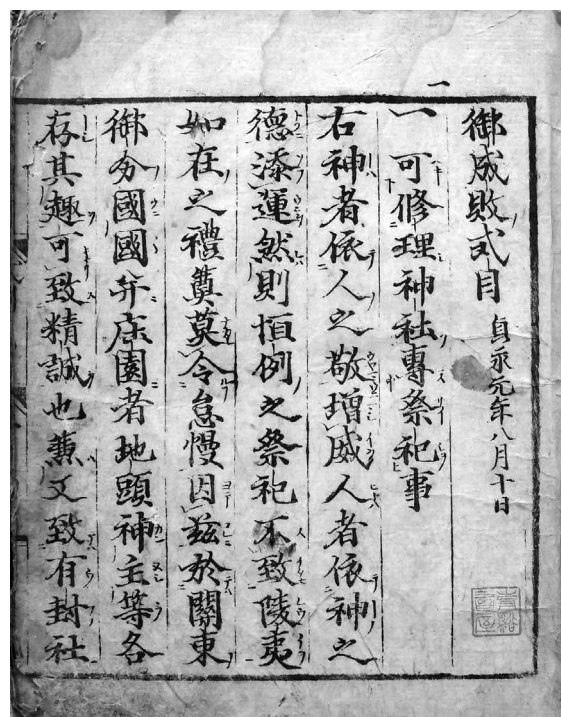 御成敗式目 貞永元年八月十日
一 可修理神社專祭祀事
右神者依人之敬増威人者依神之
德添運然則恒例之祭祀不致陵夷
如在之禮奠莫令怠慢因茲於關東
御分國國并庄園者地頭神主等各
存其趣可致精誠也兼又致有封社